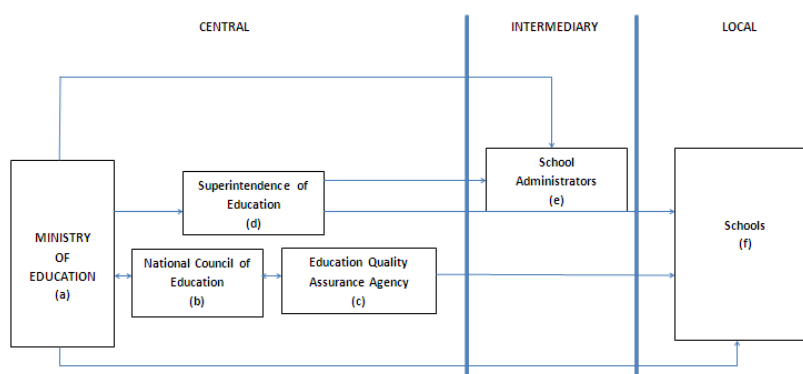 CENTRAL
INTERMEDIARY
LOCAL
MINISTRY
OF
EDUCATION
(a)
Superintendence of
Education
(d)
National Council of
Education
(b)
Education Quality
Assurance Agency
(c)
School
Administrators
(e)
Schools
(f)